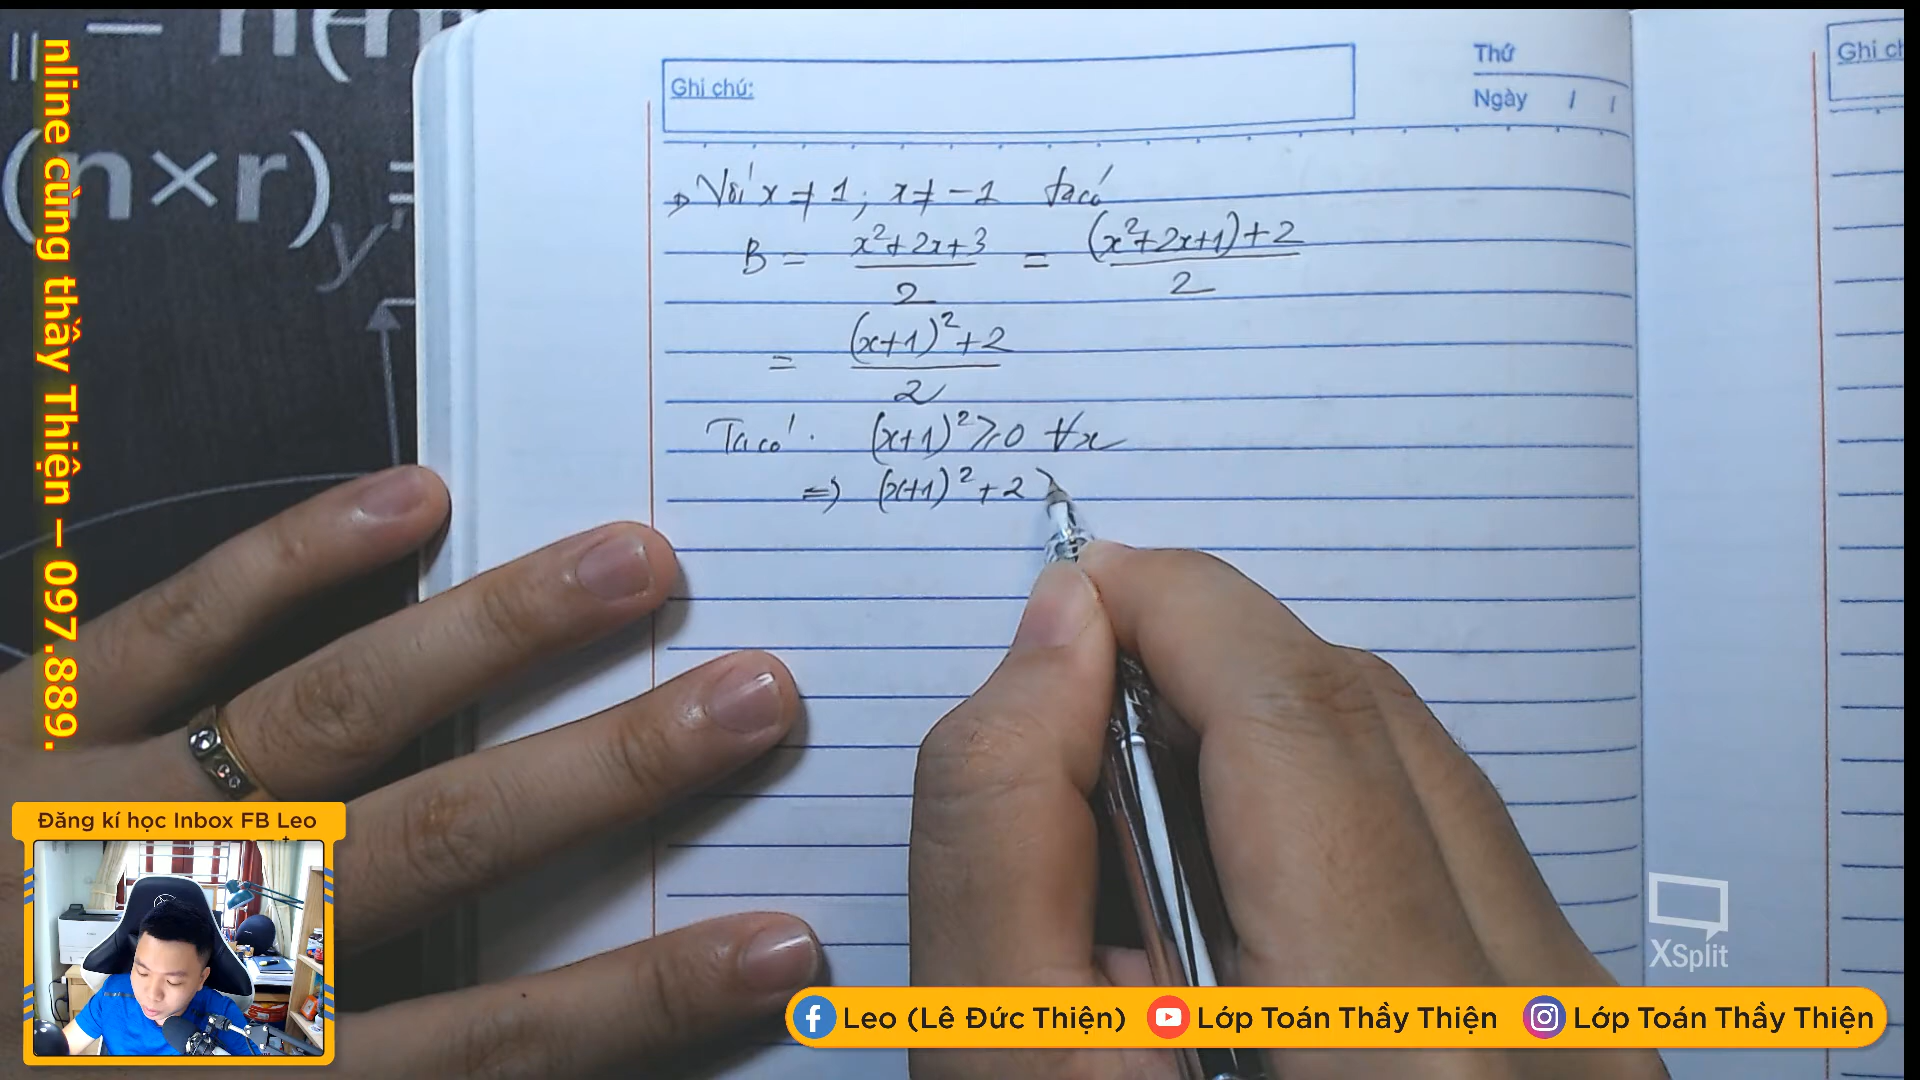 nline cùng thầy Thiện – 097.889.
(n×r) =
y
Ghi chú:
Thứ
Ngày / /
Ghi ch
=> Với x ≠ 1 ; x ≠ -1 ta có
B = \frac{x²+2x+3}{2} = \frac{(x²+2x+1)+2}{2}
= \frac{(x+1)²+2}{2}
Ta có: (x+1)² ≥ 0 ∀x
=> (x+1)² + 2 >
Đăng kí học Inbox FB Leo
XSplit
Leo (Lê Đức Thiện) Lớp Toán Thầy Thiện Lớp Toán Thầy Thiện